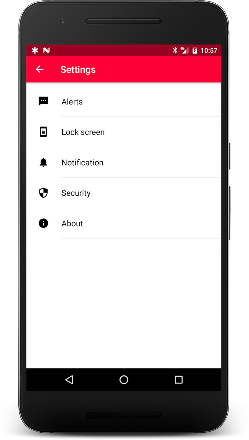 10:57
Settings
Alerts
Lock screen
Notification
Security
About